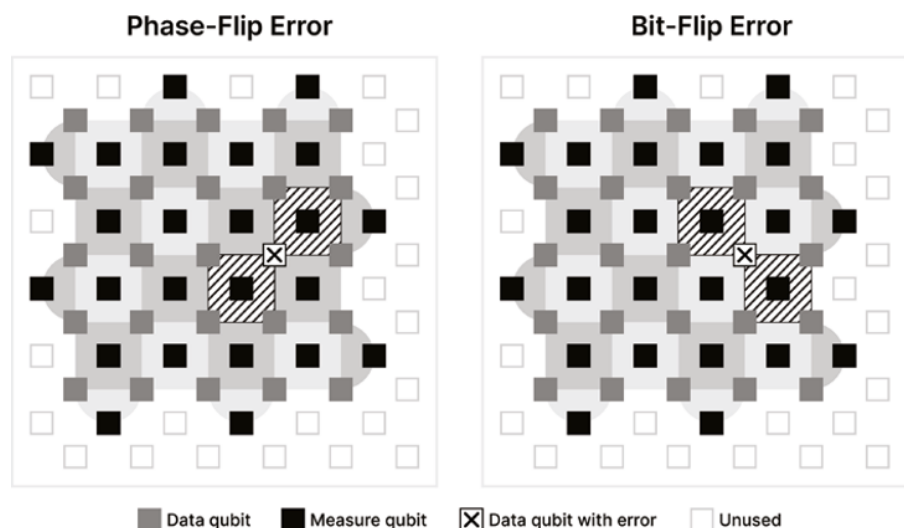 Phase-Flip Error
Bit-Flip Error
Data qubit
Measure qubit
Data qubit with error
Unused